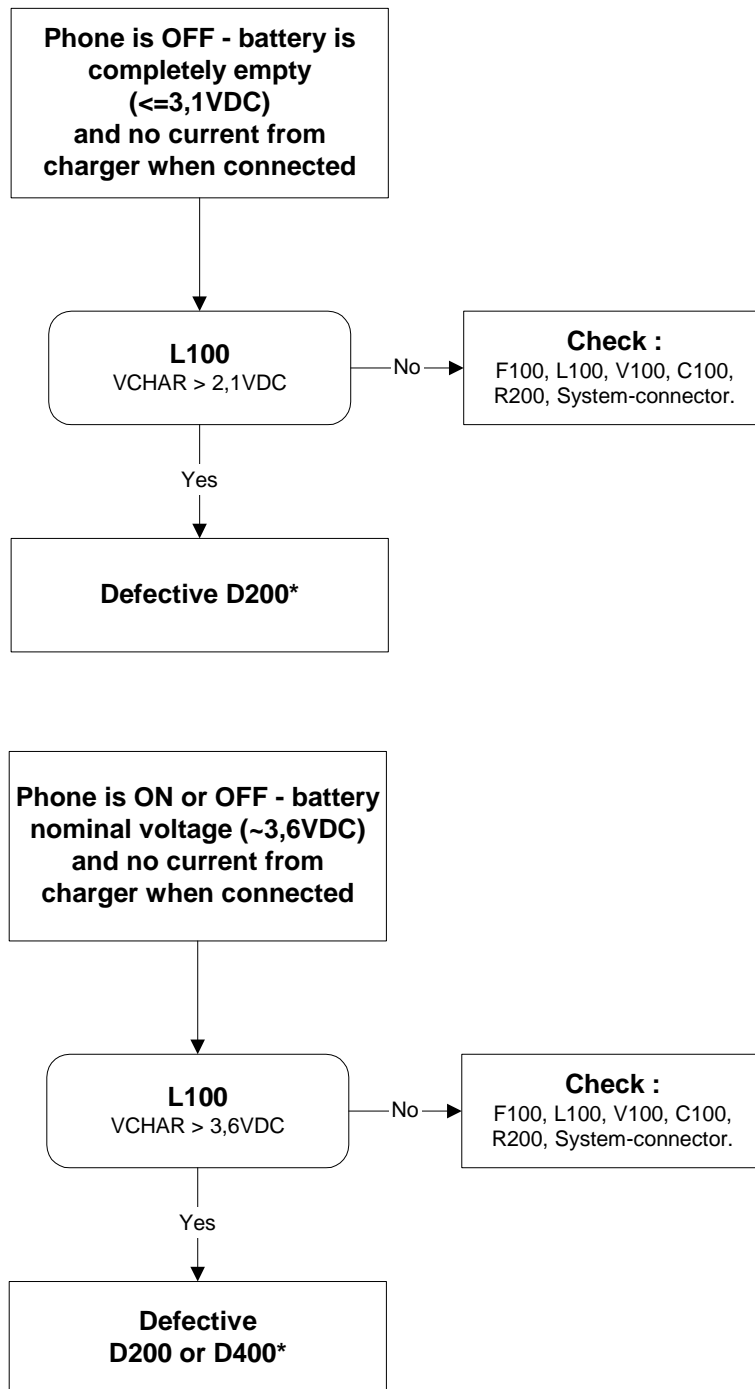 Phone is OFF - battery is
completely empty
(<=3,1VDC)
and no current from
charger when connected
L100
VCHAR > 2,1VDC
No
Check :
F100, L100, V100, C100,
R200, System-connector.
Yes
Defective D200*
Phone is ON or OFF - battery
nominal voltage (~3,6VDC)
and no current from
charger when connected
L100
VCHAR > 3,6VDC
No
Check :
F100, L100, V100, C100,
R200, System-connector.
Yes
Defective
D200 or D400*